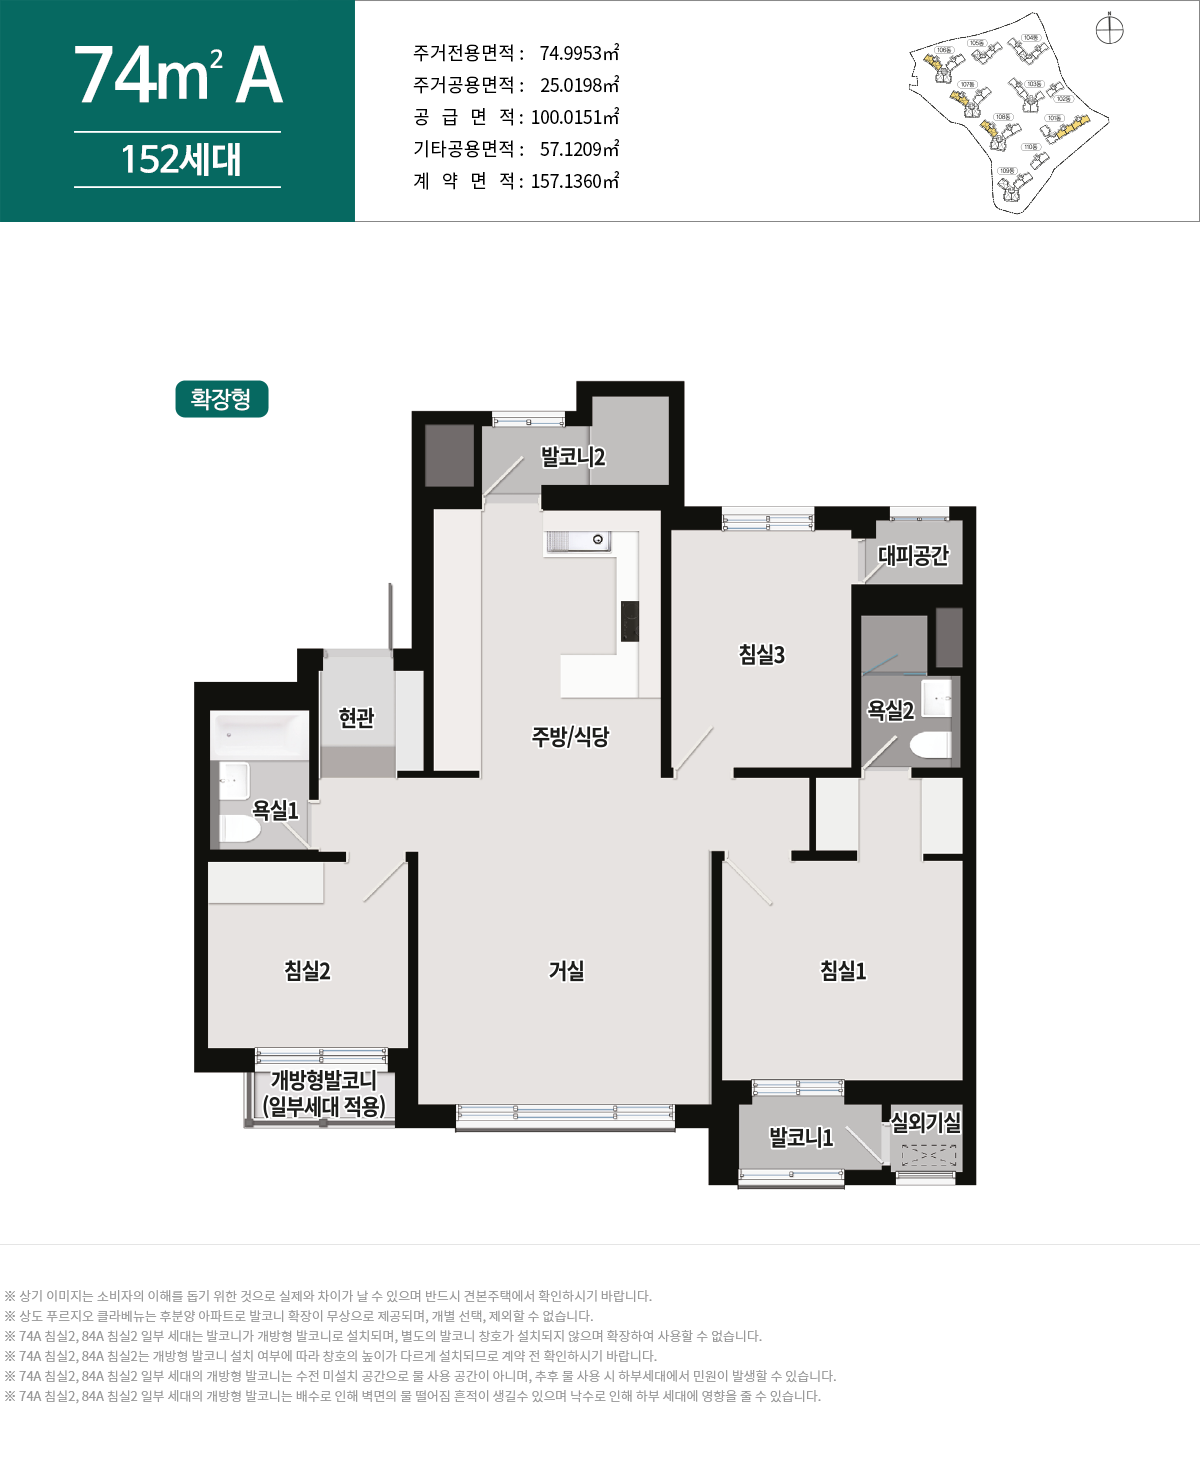 74m² A
152세대
주거전용면적 : 74.9953㎡
주거공용면적 : 25.0198㎡
공 급 면 적 : 100.0151㎡
기타공용면적 : 57.1209㎡
계 약 면 적 : 157.1360㎡
N
104동
105동
106동
103동
107동
102동
108동
101동
110동
109동
확장형
발코니2
대피공간
침실3
욕실2
현관
주방/식당
욕실1
침실2
거실
침실1
개방형발코니
(일부세대 적용)
실외기실
발코니1
※ 상기 이미지는 소비자의 이해를 돕기 위한 것으로 실제와 차이가 날 수 있으며 반드시 견본주택에서 확인하시기 바랍니다.
※ 상도 푸르지오 클라베뉴는 후분양 아파트로 발코니 확장이 무상으로 제공되며, 개별 선택, 제외할 수 없습니다.
※ 74A 침실2, 84A 침실2 일부 세대는 발코니가 개방형 발코니로 설치되며, 별도의 발코니 창호가 설치되지 않으며 확장하여 사용할 수 없습니다.
※ 74A 침실2, 84A 침실2는 개방형 발코니 설치 여부에 따라 창호의 높이가 다르게 설치되므로 계약 전 확인하시기 바랍니다.
※ 74A 침실2, 84A 침실2 일부 세대의 개방형 발코니는 수전 미설치 공간으로 물 사용 공간이 아니며, 추후 물 사용 시 하부세대에서 민원이 발생할 수 있습니다.
※ 74A 침실2, 84A 침실2 일부 세대의 개방형 발코니는 배수로 인해 벽면의 물 떨어짐 흔적이 생길수 있으며 낙수로 인해 하부 세대에 영향을 줄 수 있습니다.